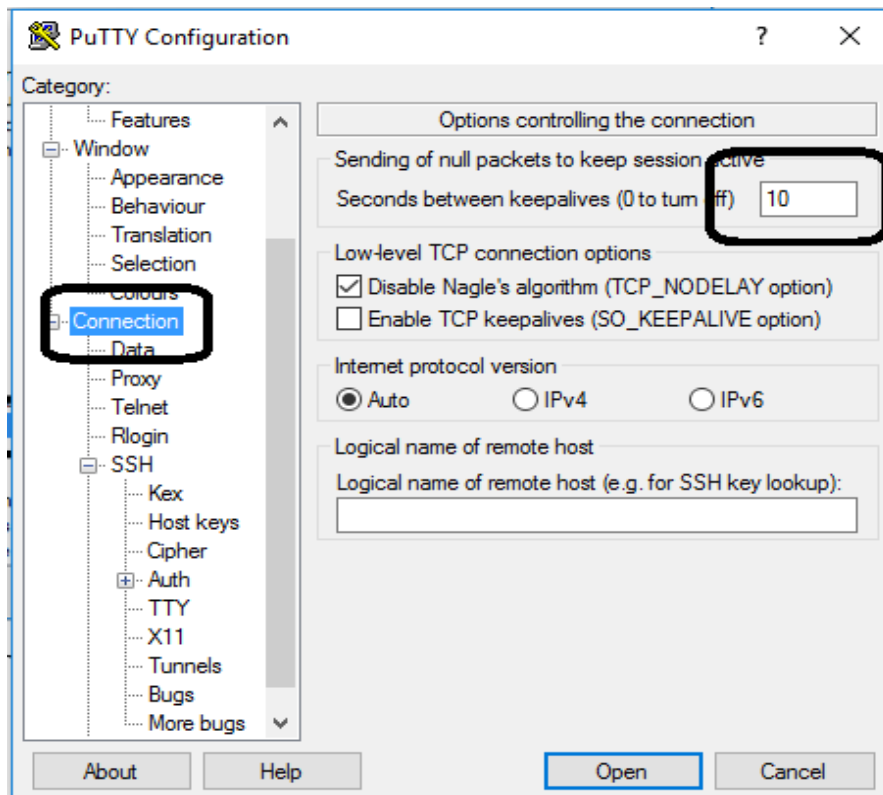 PuTTY Configuration
?
Category:
Features
Window
Appearance
Behaviour
Translation
Selection
Colours
Connection
Data
Proxy
Telnet
Rlogin
SSH
Kex
Host keys
Cipher
Auth
TTY
X11
Tunnels
Bugs
More bugs
Options controlling the connection
Sending of null packets to keep session active
Seconds between keepalives (0 to turn off)
10
Low-level TCP connection options
Disable Nagle's algorithm (TCP_NODELAY option)
Enable TCP keepalives (SO_KEEPALIVE option)
Internet protocol version
Auto
IPv4
IPv6
Logical name of remote host
Logical name of remote host (e.g. for SSH key lookup):
About
Help
Open
Cancel